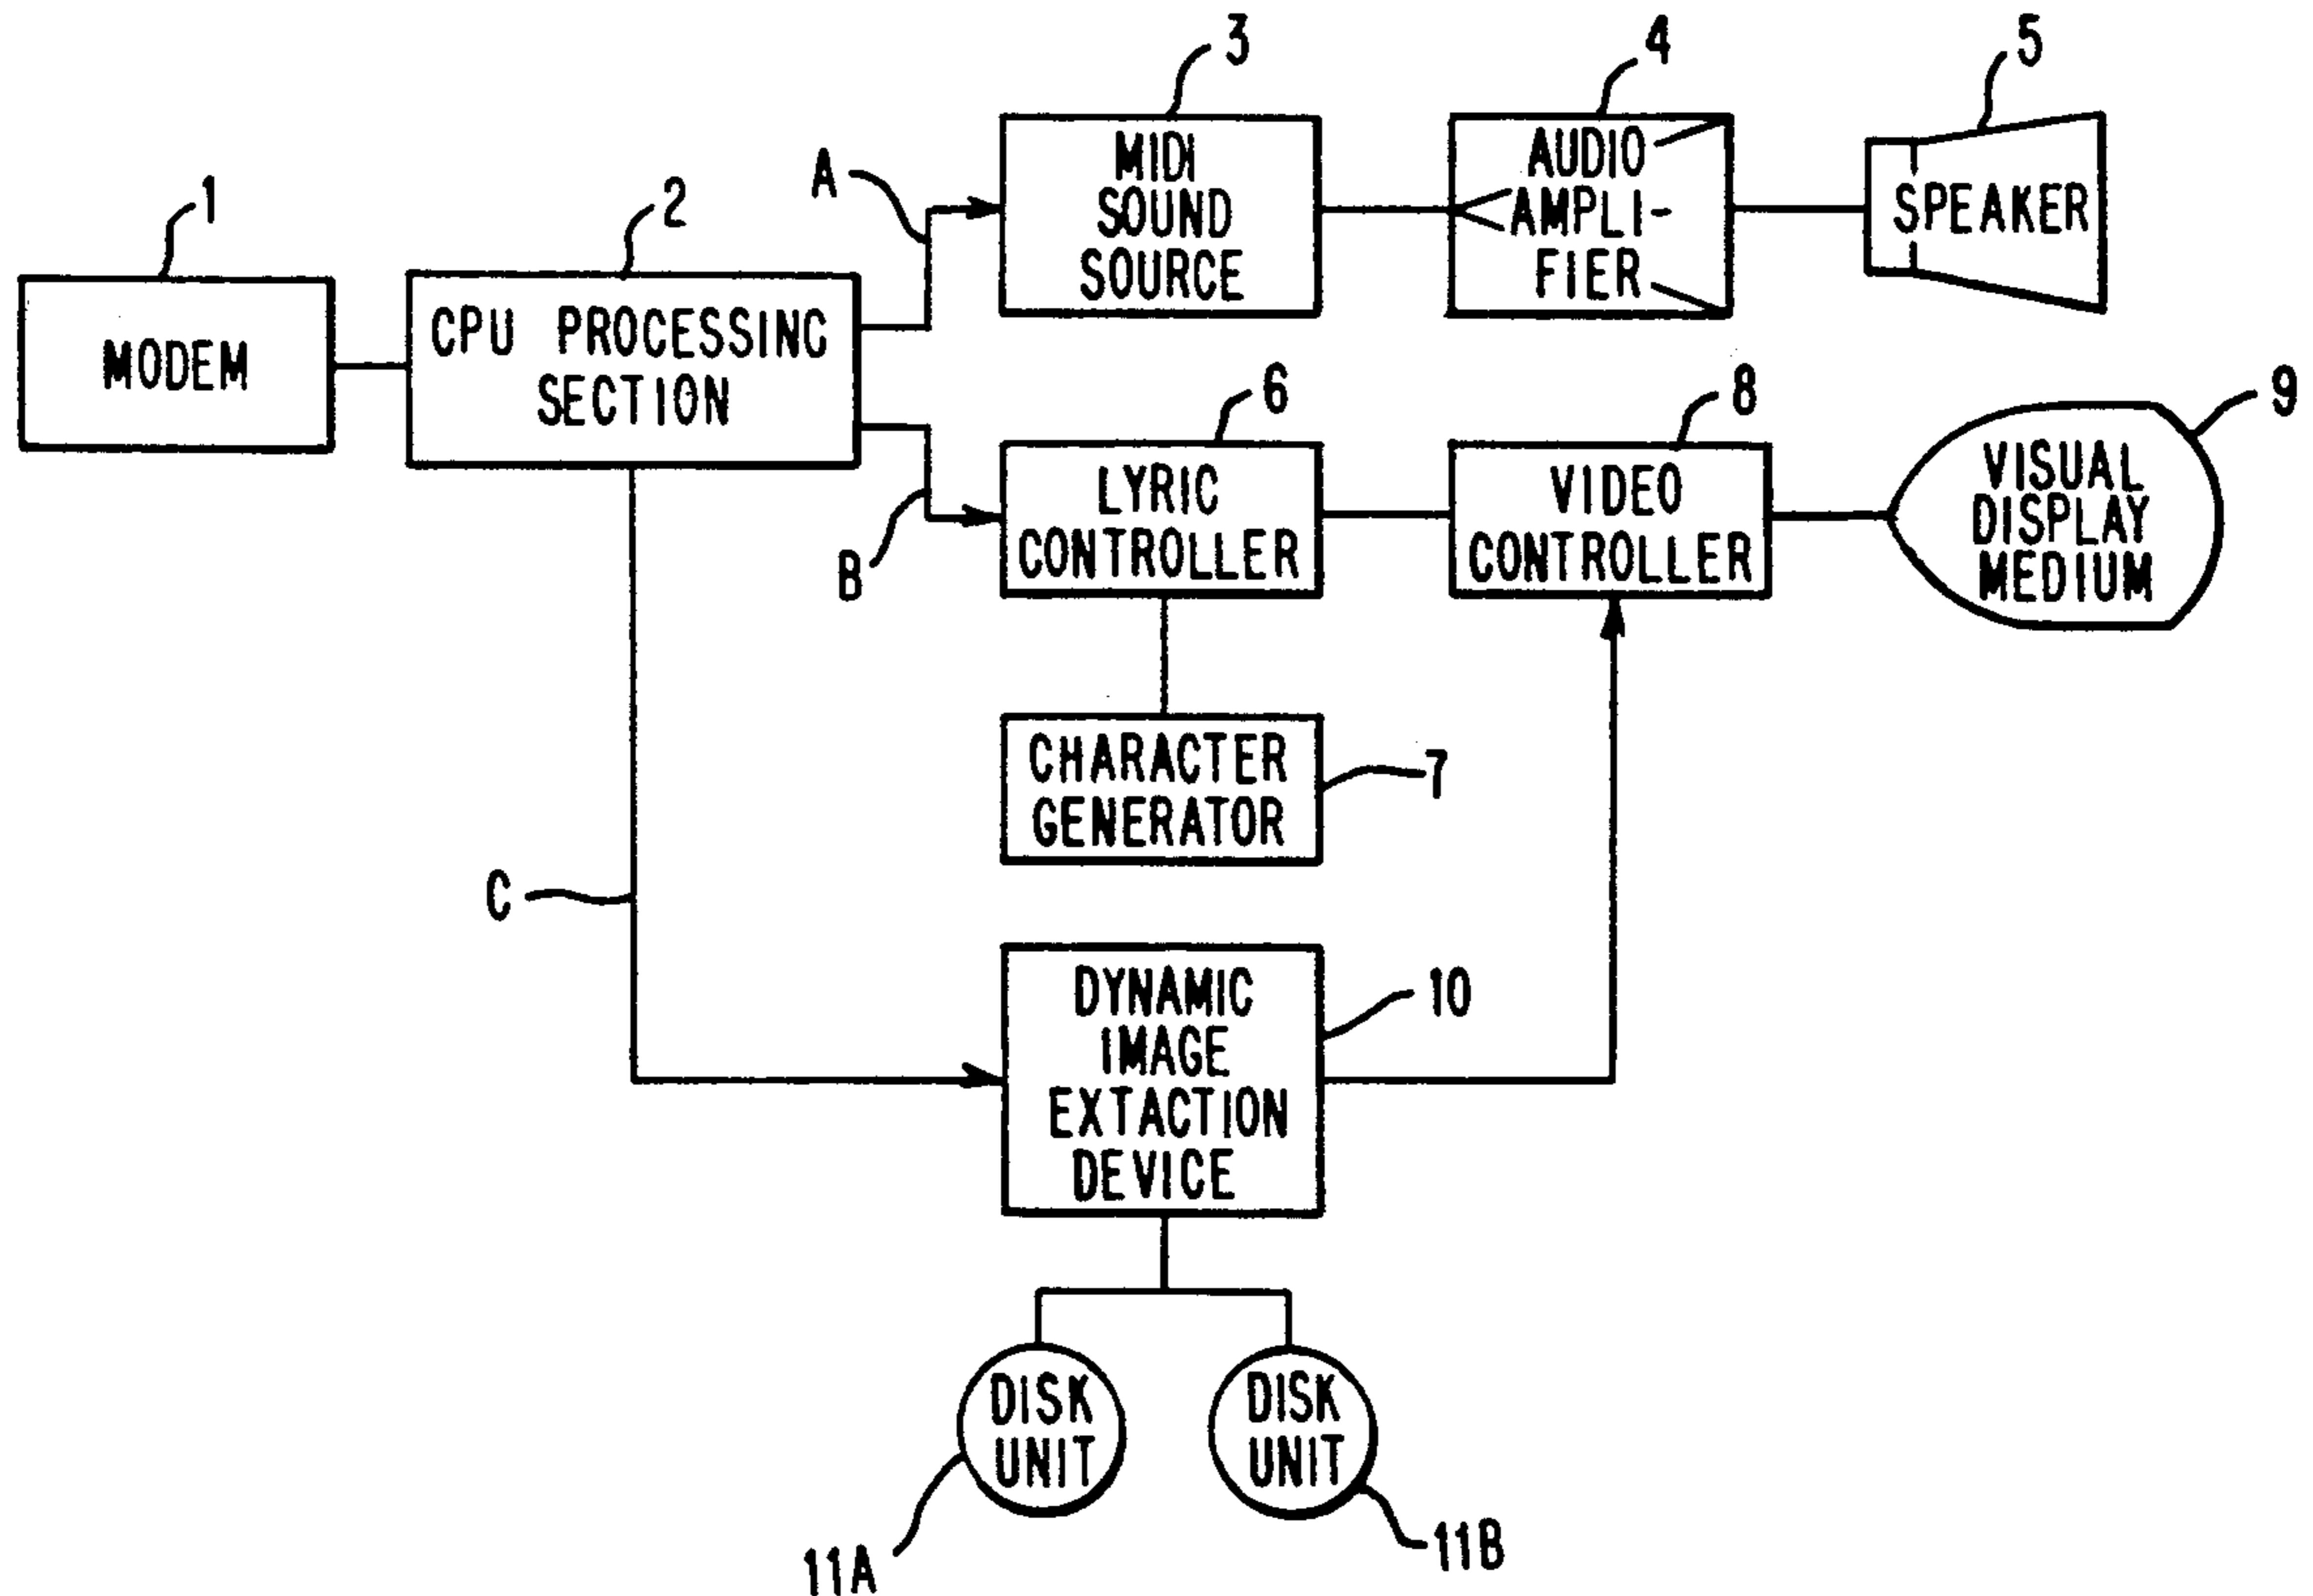 1
MODEM
2
CPU PROCESSING
SECTION
A
B
C
3
MIDI
SOUND
SOURCE
4
AUDIO
AMPLI-
FIER
5
SPEAKER
6
LYRIC
CONTROLLER
8
VIDEO
CONTROLLER
9
VISUAL
DISPLAY
MEDIUM
CHARACTER
GENERATOR
7
DYNAMIC
IMAGE
EXTACTION
DEVICE
10
DISK
UNIT
11A
DISK
UNIT
11B